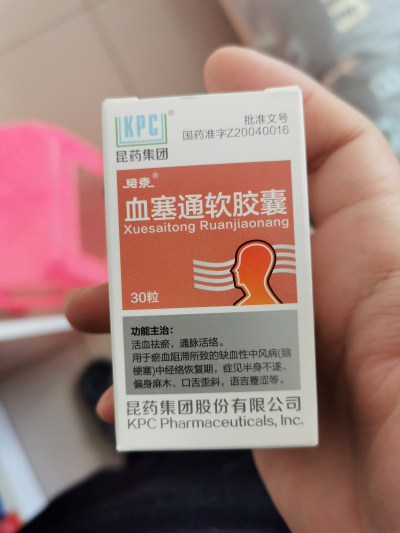 KPC®
昆药集团
批准文号
国药准字Z20040016
珞泰®
血塞通软胶囊
Xuesaitong Ruanjiaonang
30粒
功能主治：
活血祛瘀，通脉活络。
用于瘀血阻滞所致的缺血性中风病(脑
梗塞)中经络恢复期，症见半身不遂、
偏身麻木、口舌歪斜，语言蹇涩等。
昆药集团股份有限公司
KPC Pharmaceuticals, Inc.